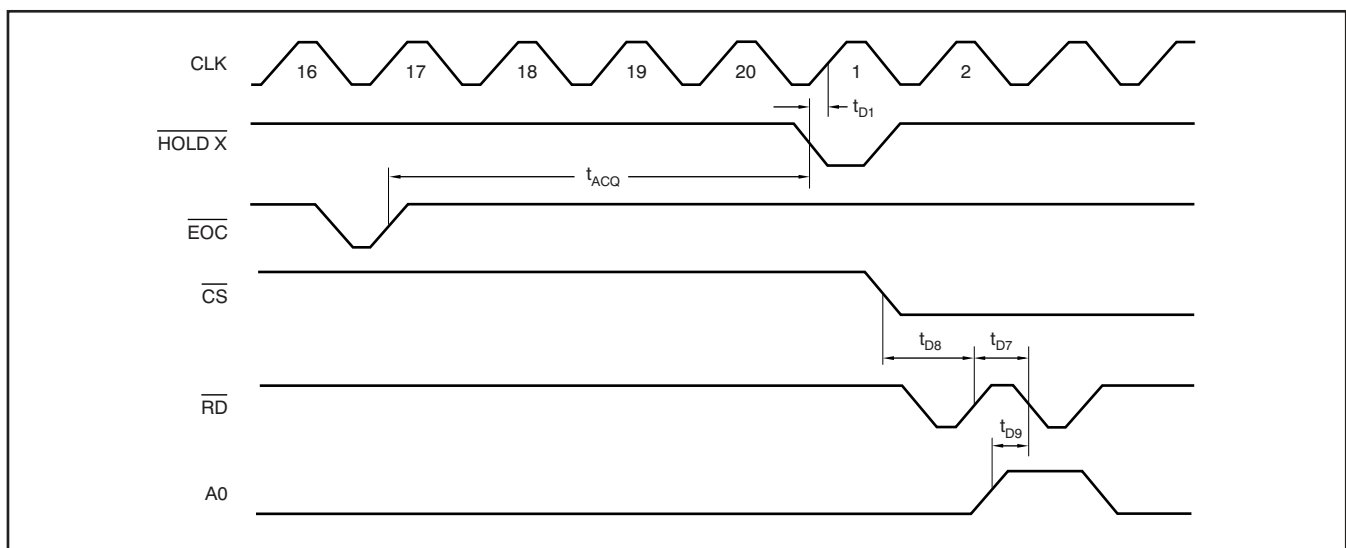 CLK
16 17 18 19 20 1 2
tD1
HOLD X
tACQ
EOC
CS
tD8 tD7
RD
tD9
A0